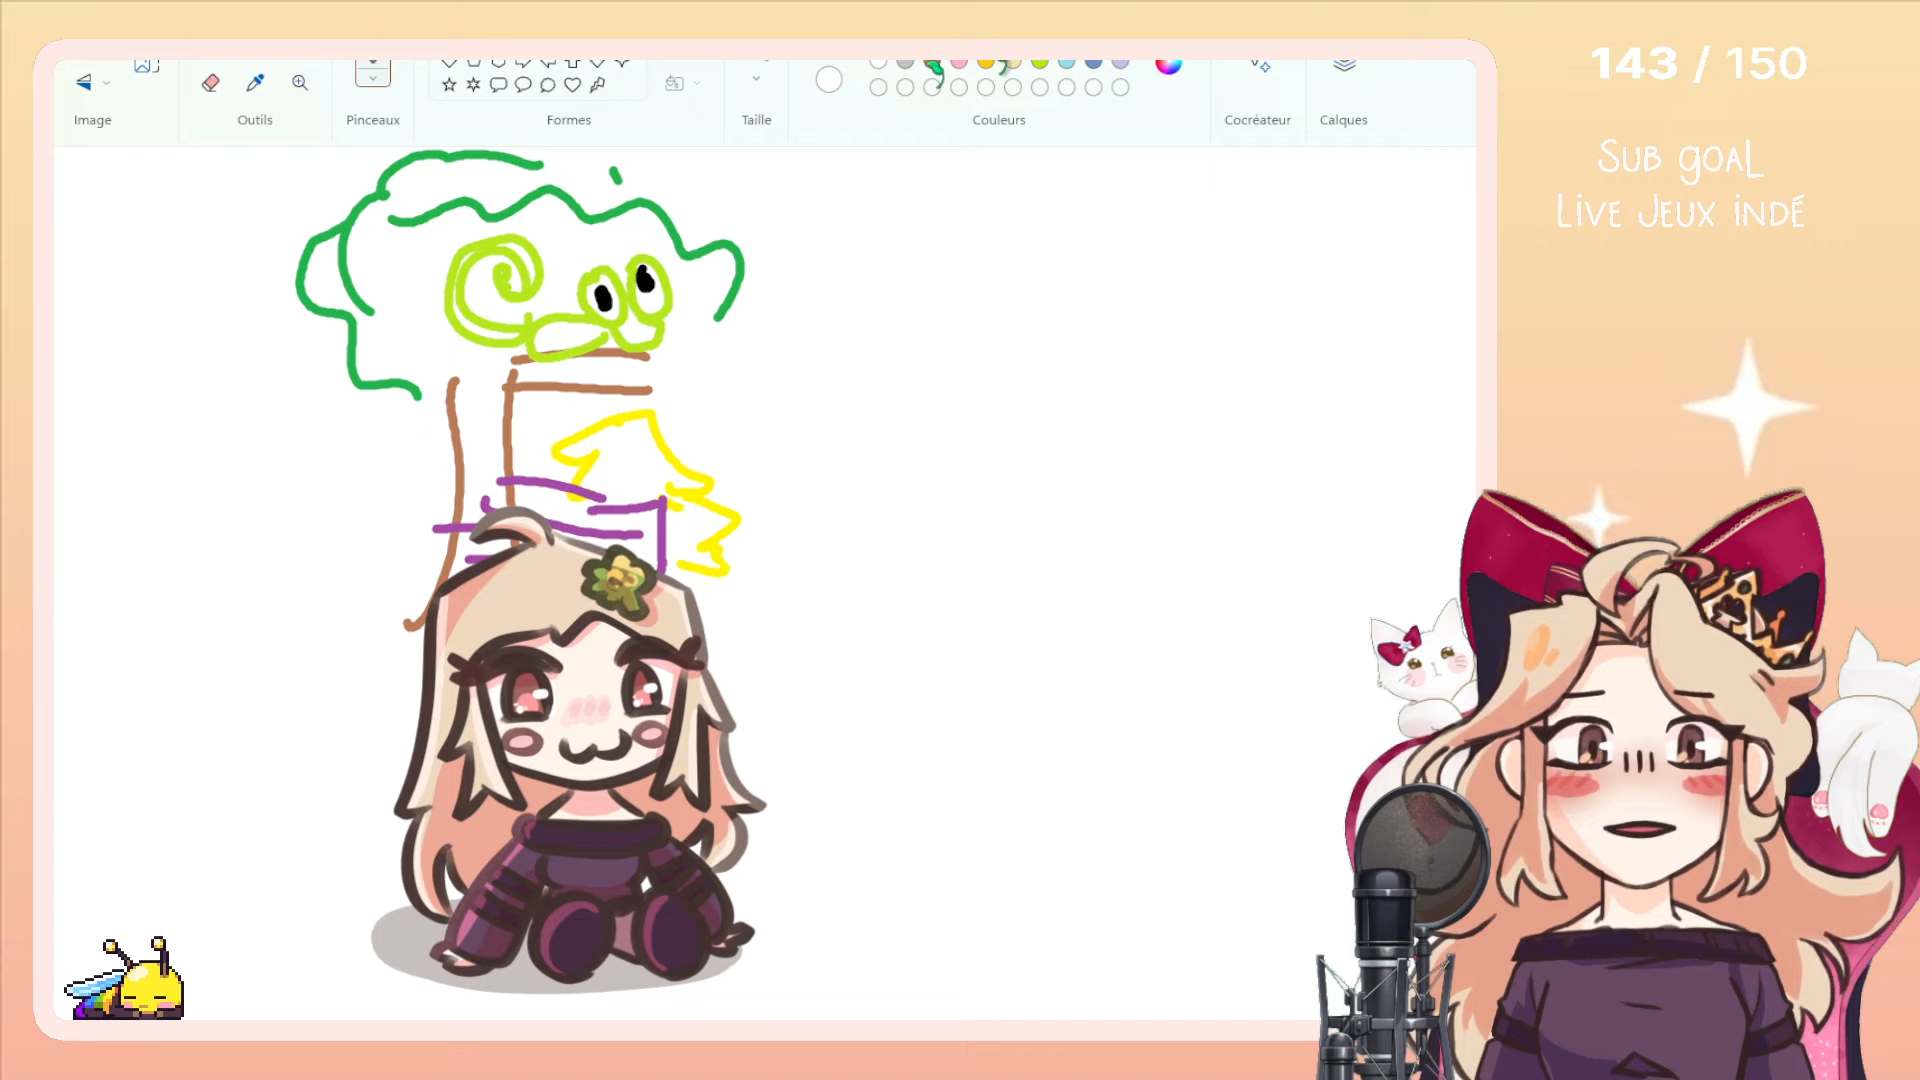 143 / 150
Sub goal
Live Jeux indé
Image
Outils
Pinceaux
Formes
Taille
Couleurs
Cocréateur
Calques